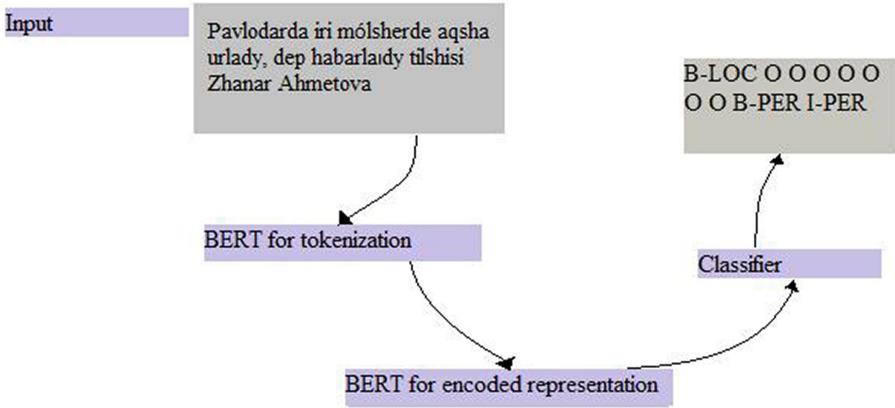 Input
Pavlodarda iri mólsherde aqsha
urlady, dep habarlaıdy tilshisi
Zhanar Ahmetova
BERT for tokenization
BERT for encoded representation
Classifier
B-LOC O O O O O
O O B-PER I-PER